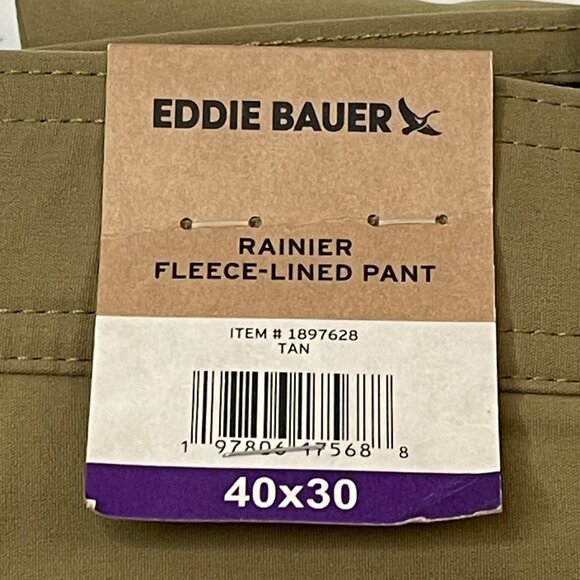 EDDIE BAUER
RAINIER
FLEECE-LINED PANT
ITEM # 1897628
TAN
1 97806 17568 8
40x30